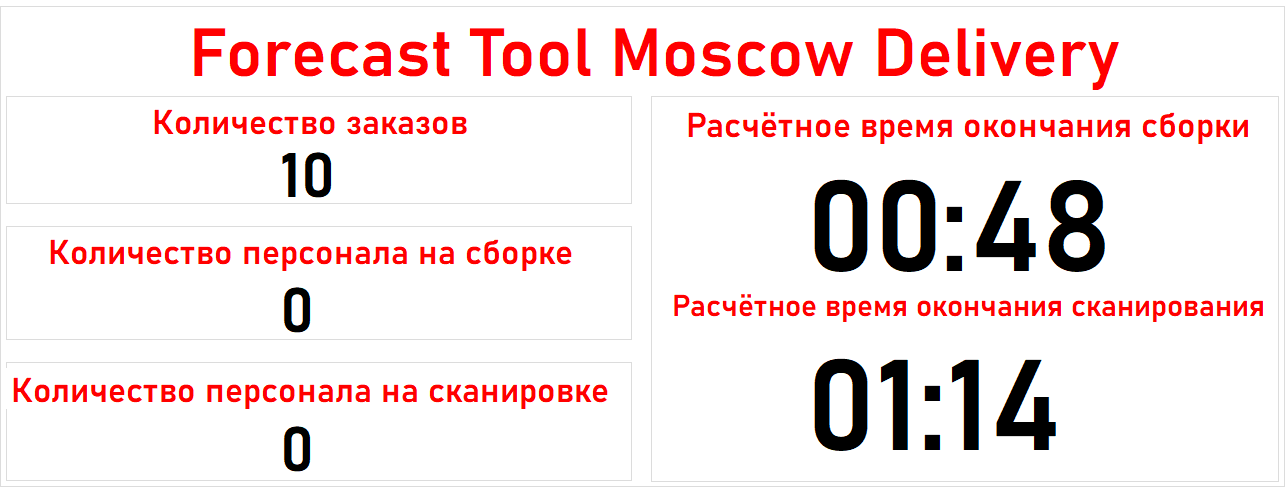 Forecast Tool Moscow Delivery
Количество заказов
10
Количество персонала на сборке
0
Количество персонала на сканировке
0
Расчётное время окончания сборки
00:48
Расчётное время окончания сканирования
01:14